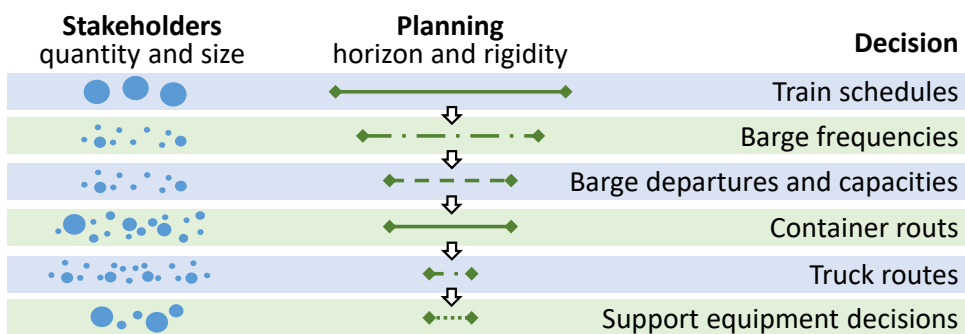 Stakeholders
quantity and size
Planning
horizon and rigidity
Decision
Train schedules
Barge frequencies
Barge departures and capacities
Container routs
Truck routes
Support equipment decisions